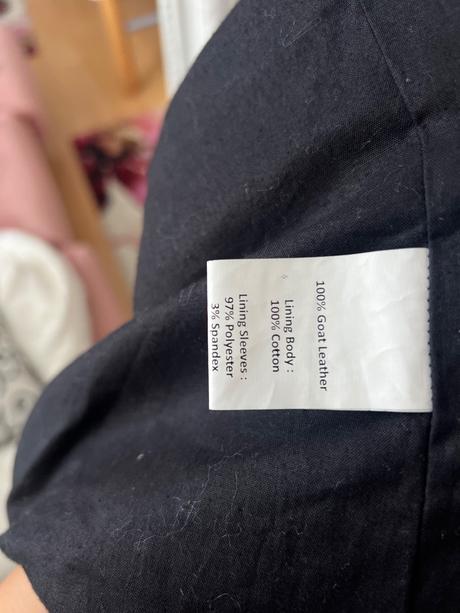 100% Goat Leather
Lining Body :
100% Cotton
Lining Sleeves :
97% Polyester
3% Spandex